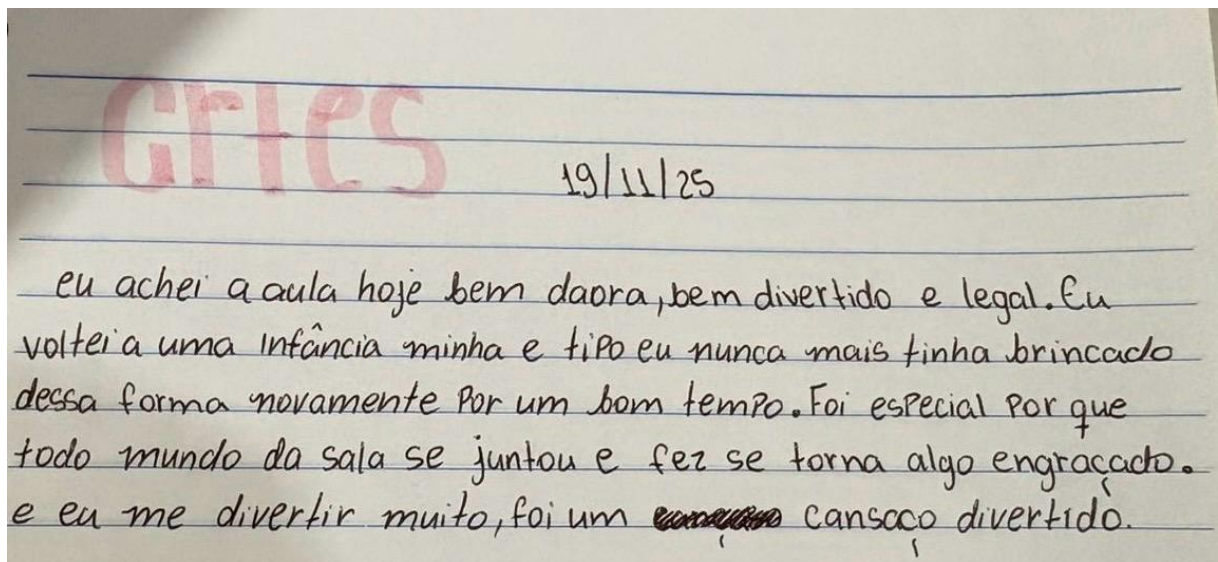 artes
19/11/25
eu achei a aula hoje bem daora, bem divertido e legal. Eu
voltei a uma infância minha e tipo eu nunca mais tinha brincado
dessa forma novamente por um bom tempo. Foi especial por que
todo mundo da sala se juntou e fez se torna algo engraçado.
e eu me divertir muito, foi um cansaço divertido.